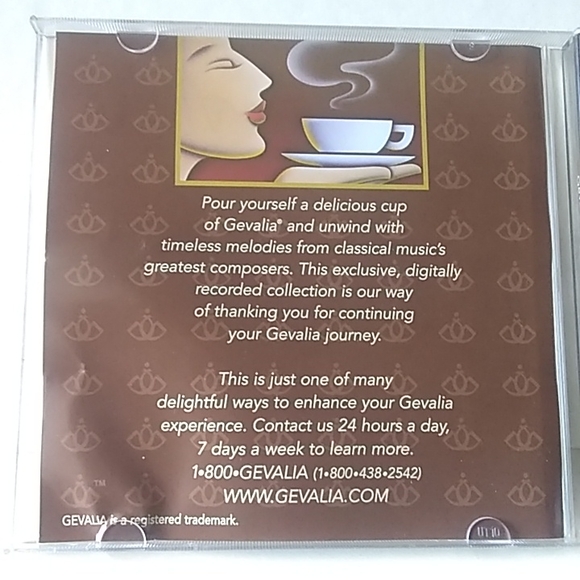 Pour yourself a delicious cup
of Gevalia® and unwind with
timeless melodies from classical music's
greatest composers. This exclusive, digitally
recorded collection is our way
of thanking you for continuing
your Gevalia journey.
This is just one of many
delightful ways to enhance your Gevalia
experience. Contact us 24 hours a day,
7 days a week to learn more.
1•800•GEVALIA (1•800•438•2542)
WWW.GEVALIA.COM
TM
GEVALIA is a registered trademark.